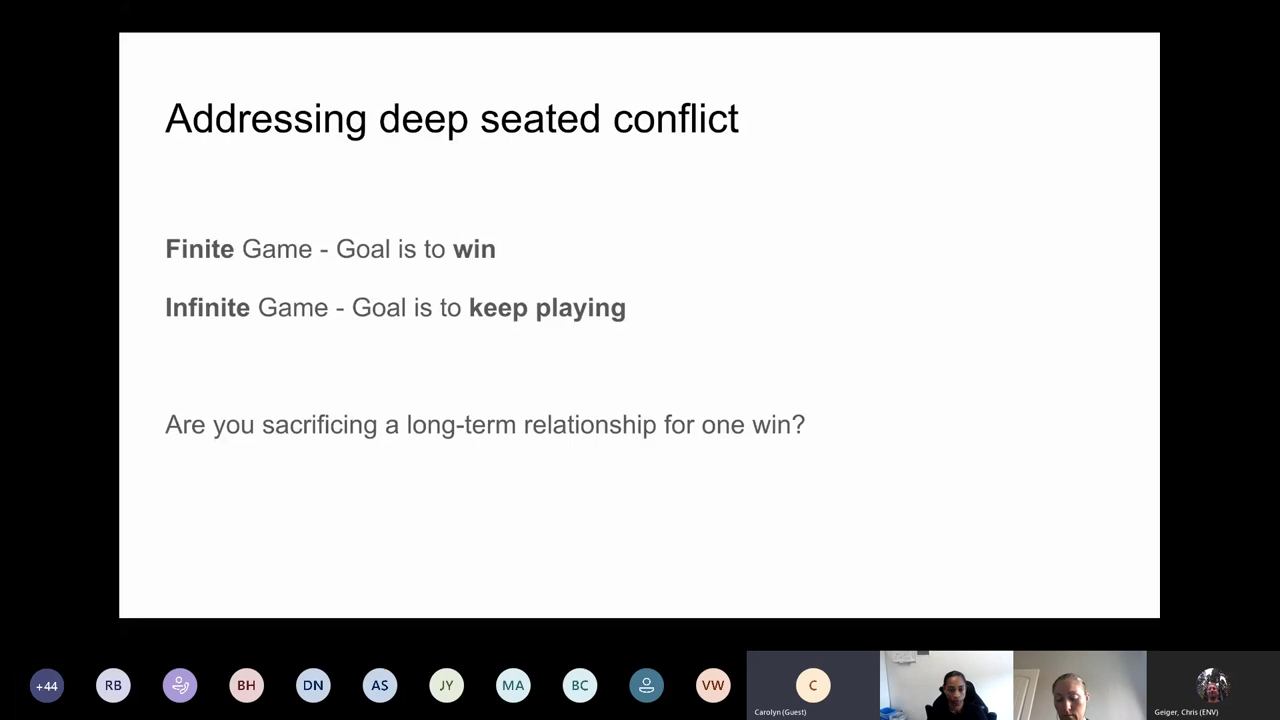 Addressing deep seated conflict
Finite Game - Goal is to win
Infinite Game - Goal is to keep playing
Are you sacrificing a long-term relationship for one win?
+44
RB
BH
DN
AS
JY
MA
BC
VW
C
Carolyn (Guest)
Geiger, Chris (ENV)